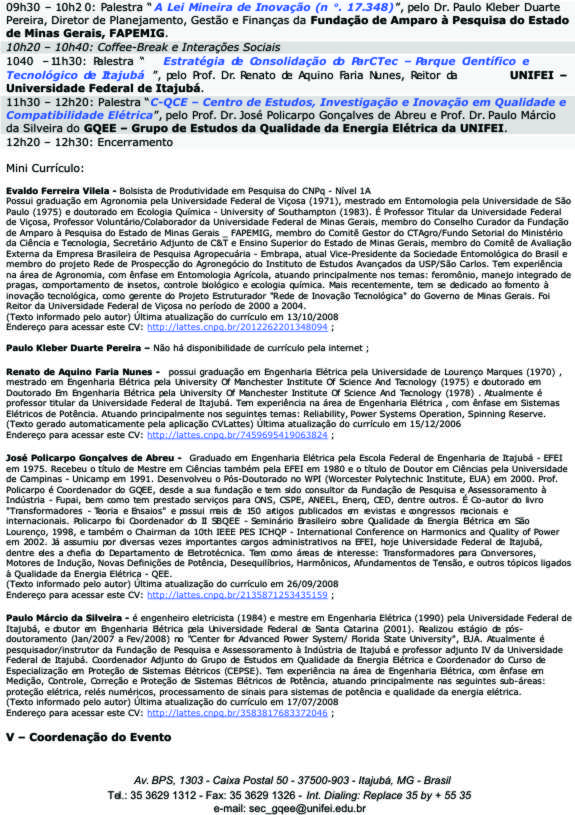 09h30 – 10h2 0: Palestra "A Lei Mineira de Inovação (n °. 17.348)", pelo Dr. Paulo Kleber Duarte
Pereira, Diretor de Planejamento, Gestão e Finanças da Fundação de Amparo à Pesquisa do Estado
de Minas Gerais, FAPEMIG.
10h20 – 10h40: Coffee-Break e Interações Sociais
1040 – 11h30: Palestra " Estratégia de Consolidação do ParCTec – Parque Científico e
Tecnológico de Itajubá ", pelo Prof. Dr. Renato de Aquino Faria Nunes, Reitor da UNIFEI –
Universidade Federal de Itajubá.
11h30 – 12h20: Palestra "C-QCE – Centro de Estudos, Investigação e Inovação em Qualidade e
Compatibilidade Elétrica", pelo Prof. Dr. José Policarpo Gonçalves de Abreu e Prof. Dr. Paulo Márcio
da Silveira do GQEE – Grupo de Estudos da Qualidade da Energia Elétrica da UNIFEI.
12h20 – 12h30: Encerramento
Mini Currículo:
Evaldo Ferreira Vilela - Bolsista de Produtividade em Pesquisa do CNPq - Nível 1A
Possui graduação em Agronomia pela Universidade Federal de Viçosa (1971), mestrado em Entomologia pela Universidade de São
Paulo (1975) e doutorado em Ecologia Química - University of Southampton (1983). É Professor Titular da Universidade Federal
de Viçosa, Professor Voluntário/Colaborador da Universidade Federal de Minas Gerais, membro do Conselho Curador da Fundação
de Amparo à Pesquisa do Estado de Minas Gerais _ FAPEMIG, membro do Comitê Gestor do CTAgro/Fundo Setorial do Ministério
da Ciência e Tecnologia, Secretário Adjunto de C&T e Ensino Superior do Estado de Minas Gerais, membro do Comitê de Avaliação
Externa da Empresa Brasileira de Pesquisa Agropecuária - Embrapa, atual Vice-Presidente da Sociedade Entomológica do Brasil e
membro do projeto Rede de Prospecção do Agronegócio do Instituto de Estudos Avançados da USP/São Carlos. Tem experiência
na área de Agronomia, com ênfase em Entomologia Agrícola, atuando principalmente nos temas: feromônio, manejo integrado de
pragas, comportamento de insetos, controle biológico e ecologia química. Mais recentemente, tem se dedicado ao fomento à
inovação tecnológica, como gerente do Projeto Estruturador "Rede de Inovação Tecnológica" do Governo de Minas Gerais. Foi
Reitor da Universidade Federal de Viçosa no período de 2000 a 2004.
(Texto informado pelo autor) Última atualização do currículo em 13/10/2008
Endereço para acessar este CV: http://lattes.cnpq.br/2012262201348094 ;
Paulo Kleber Duarte Pereira – Não há disponibilidade de currículo pela internet ;
Renato de Aquino Faria Nunes - possui graduação em Engenharia Elétrica pela Universidade de Lourenço Marques (1970) ,
mestrado em Engenharia Elétrica pela University Of Manchester Institute Of Science And Tecnology (1975) e doutorado em
Doutorado Em Engenharia Elétrica pela University Of Manchester Institute Of Science And Tecnology (1978) . Atualmente é
professor titular da Universidade Federal de Itajubá. Tem experiência na área de Engenharia Elétrica , com ênfase em Sistemas
Elétricos de Potência. Atuando principalmente nos seguintes temas: Reliability, Power Systems Operation, Spinning Reserve.
(Texto gerado automaticamente pela aplicação CVLattes) Última atualização do currículo em 15/12/2006
Endereço para acessar este CV: http://lattes.cnpq.br/7459695419063824 ;
José Policarpo Gonçalves de Abreu - Graduado em Engenharia Elétrica pela Escola Federal de Engenharia de Itajubá - EFEI
em 1975. Recebeu o título de Mestre em Ciências também pela EFEI em 1980 e o título de Doutor em Ciências pela Universidade
de Campinas - Unicamp em 1991. Desenvolveu o Pós-Doutorado no WPI (Worcester Polytechnic Institute, EUA) em 2000. Prof.
Policarpo é Coordenador do GQEE, desde a sua fundação e tem sido consultor da Fundação de Pesquisa e Assessoramento à
Indústria - Fupai, bem como tem prestado serviços para ONS, CSPE, ANEEL, Enerq, CED, dentre outros. É Co-autor do livro
"Transformadores - Teoria e Ensaios" e possui mais de 150 artigos publicados em revistas e congressos nacionais e
internacionais. Policarpo foi Coordenador do II SBQEE - Seminário Brasileiro sobre Qualidade da Energia Elétrica em São
Lourenço, 1998, e também o Chairman da 10th IEEE PES ICHQP - International Conference on Harmonics and Quality of Power
em 2002. Já assumiu por diversas vezes importantes cargos administrativos na EFEI, hoje Universidade Federal de Itajubá,
dentre eles a chefia do Departamento de Eletrotécnica. Tem como áreas de interesse: Transformadores para Conversores,
Motores de Indução, Novas Definições de Potência, Desequilíbrios, Harmônicos, Afundamentos de Tensão, e outros tópicos ligados
à Qualidade da Energia Elétrica - QEE.
(Texto informado pelo autor) Última atualização do currículo em 26/09/2008
Endereço para acessar este CV: http://lattes.cnpq.br/2135871253435159 ;
Paulo Márcio da Silveira - é engenheiro eletricista (1984) e mestre em Engenharia Elétrica (1990) pela Universidade Federal de
Itajubá, e doutor em Engenharia Elétrica pela Universidade Federal de Santa Catarina (2001). Realizou estágio de pós-
doutoramento (Jan/2007 a Fev/2008) no "Center for Advanced Power System/ Florida State University", EUA. Atualmente é
pesquisador/instrutor da Fundação de Pesquisa e Assessoramento à Indústria de Itajubá e professor adjunto IV da Universidade
Federal de Itajubá. Coordenador Adjunto do Grupo de Estudos em Qualidade da Energia Elétrica e Coordenador do Curso de
Especialização em Proteção de Sistemas Elétricos (CEPSE). Tem experiência na área de Engenharia Elétrica, com ênfase em
Medição, Controle, Correção e Proteção de Sistemas Elétricos de Potência, atuando principalmente nas seguintes sub-áreas:
proteção elétrica, relés numéricos, processamento de sinais para sistemas de potência e qualidade da energia elétrica.
(Texto informado pelo autor) Última atualização do currículo em 17/07/2008
Endereço para acessar este CV: http://lattes.cnpq.br/3583817683372046 ;
V – Coordenação do Evento
Av. BPS, 1303 - Caixa Postal 50 - 37500-903 - Itajubá, MG - Brasil
Tel.: 35 3629 1312 - Fax: 35 3629 1326 - Int. Dialing: Replace 35 by + 55 35
e-mail: sec_gqee@unifei.edu.br